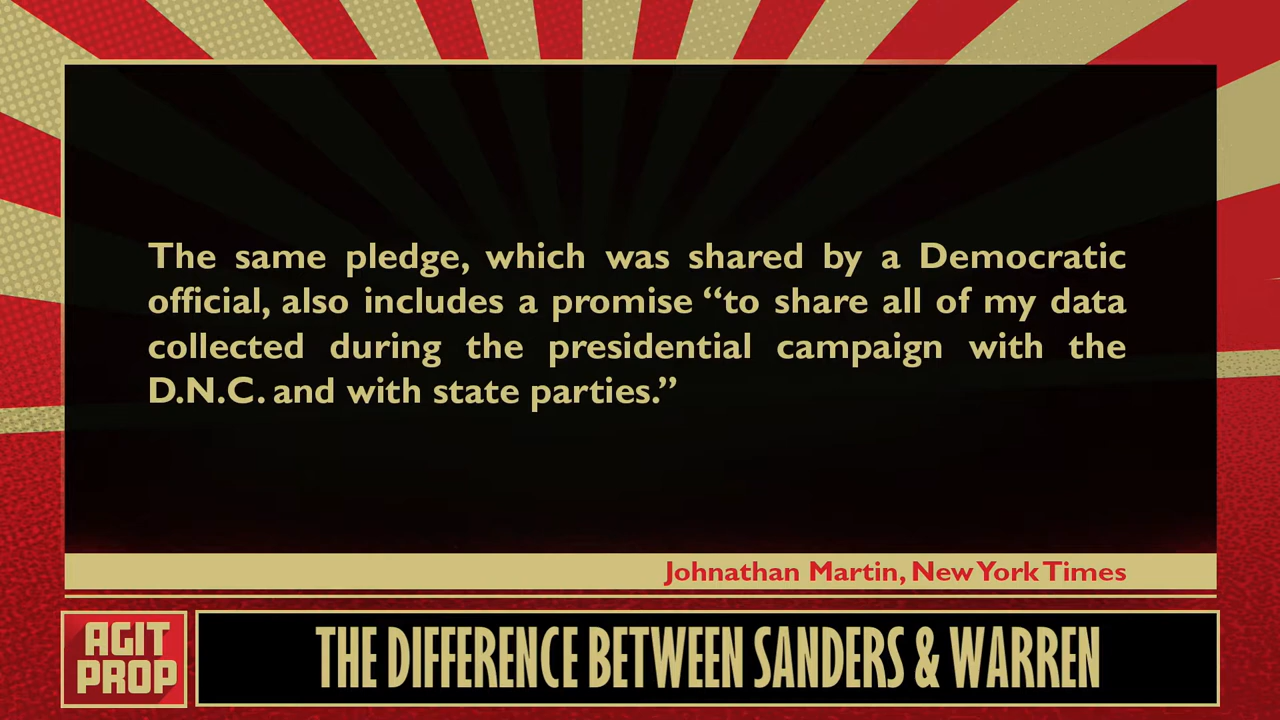 The same pledge, which was shared by a Democratic
official, also includes a promise “to share all of my data
collected during the presidential campaign with the
D.N.C. and with state parties.”
Johnathan Martin, New York Times
AGIT
PROP
THE DIFFERENCE BETWEEN SANDERS & WARREN